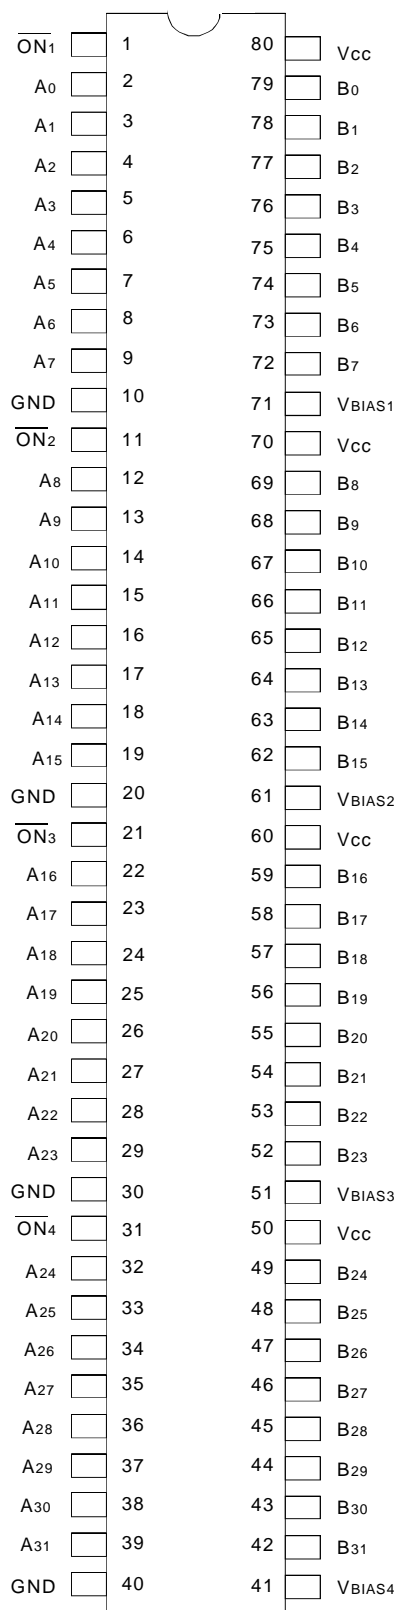 ON1 1 80 Vcc
A0 2 79 B0
A1 3 78 B1
A2 4 77 B2
A3 5 76 B3
A4 6 75 B4
A5 7 74 B5
A6 8 73 B6
A7 9 72 B7
GND 10 71 VBIAS1
ON2 11 70 Vcc
A8 12 69 B8
A9 13 68 B9
A10 14 67 B10
A11 15 66 B11
A12 16 65 B12
A13 17 64 B13
A14 18 63 B14
A15 19 62 B15
GND 20 61 VBIAS2
ON3 21 60 Vcc
A16 22 59 B16
A17 23 58 B17
A18 24 57 B18
A19 25 56 B19
A20 26 55 B20
A21 27 54 B21
A22 28 53 B22
A23 29 52 B23
GND 30 51 VBIAS3
ON4 31 50 Vcc
A24 32 49 B24
A25 33 48 B25
A26 34 47 B26
A27 35 46 B27
A28 36 45 B28
A29 37 44 B29
A30 38 43 B30
A31 39 42 B31
GND 40 41 VBIAS4